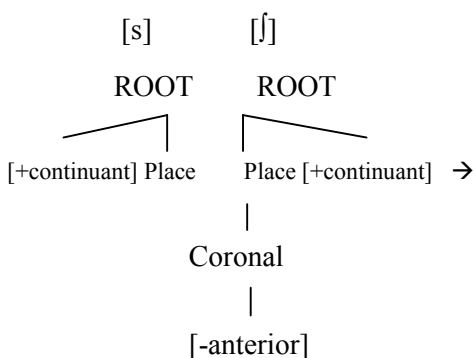 [s] [ʃ]
ROOT ROOT
[+continuant] Place Place [+continuant] →
Coronal
[-anterior]